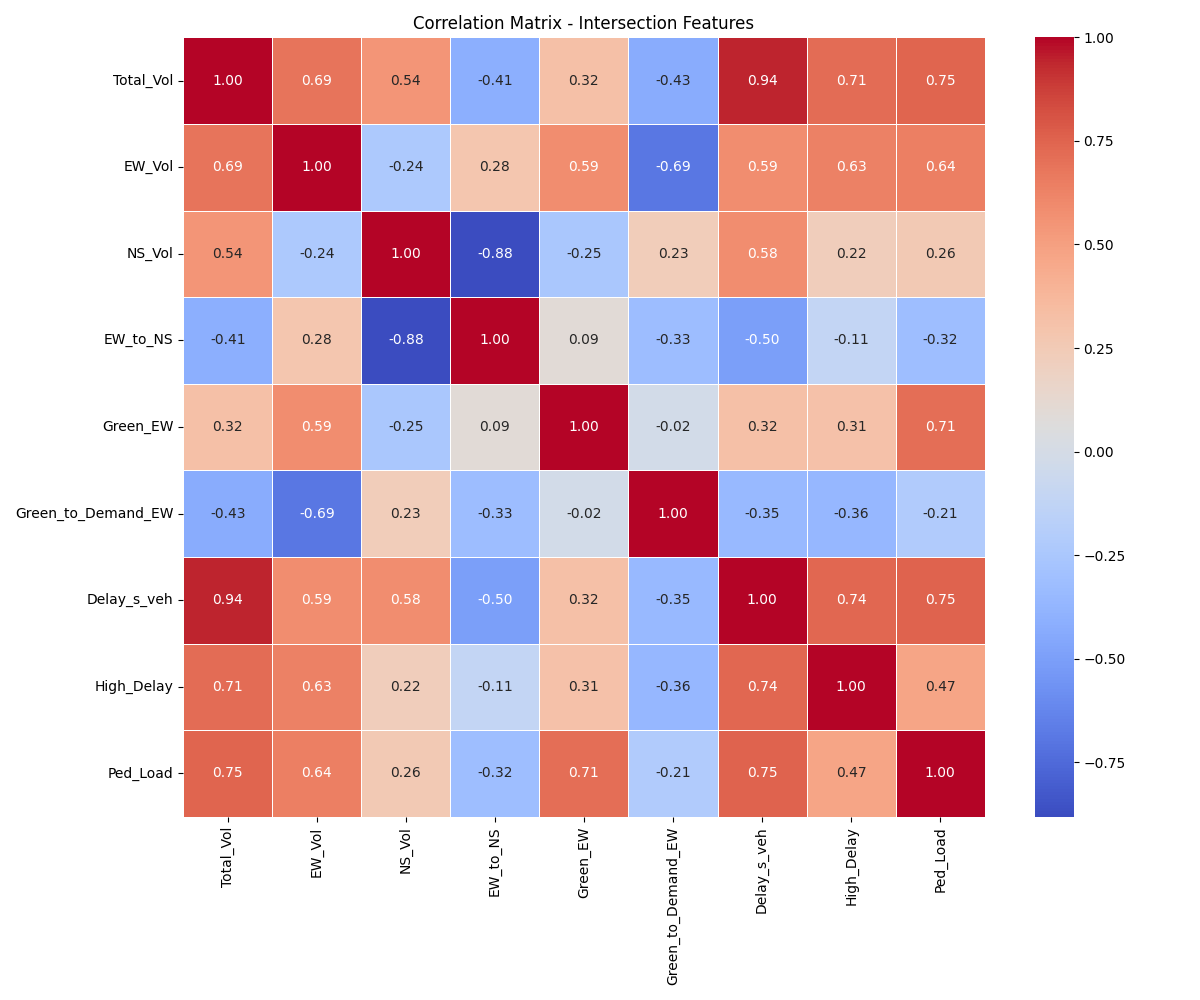 Correlation Matrix - Intersection Features
Total_Vol 1.00 0.69 0.54 -0.41 0.32 -0.43 0.94 0.71 0.75
EW_Vol 0.69 1.00 -0.24 0.28 0.59 -0.69 0.59 0.63 0.64
NS_Vol 0.54 -0.24 1.00 -0.88 -0.25 0.23 0.58 0.22 0.26
EW_to_NS -0.41 0.28 -0.88 1.00 0.09 -0.33 -0.50 -0.11 -0.32
Green_EW 0.32 0.59 -0.25 0.09 1.00 -0.02 0.32 0.31 0.71
Green_to_Demand_EW -0.43 -0.69 0.23 -0.33 -0.02 1.00 -0.35 -0.36 -0.21
Delay_s_veh 0.94 0.59 0.58 -0.50 0.32 -0.35 1.00 0.74 0.75
High_Delay 0.71 0.63 0.22 -0.11 0.31 -0.36 0.74 1.00 0.47
Ped_Load 0.75 0.64 0.26 -0.32 0.71 -0.21 0.75 0.47 1.00
Total_Vol
EW_Vol
NS_Vol
EW_to_NS
Green_EW
Green_to_Demand_EW
Delay_s_veh
High_Delay
Ped_Load
1.00
0.75
0.50
0.25
0.00
−0.25
−0.50
−0.75